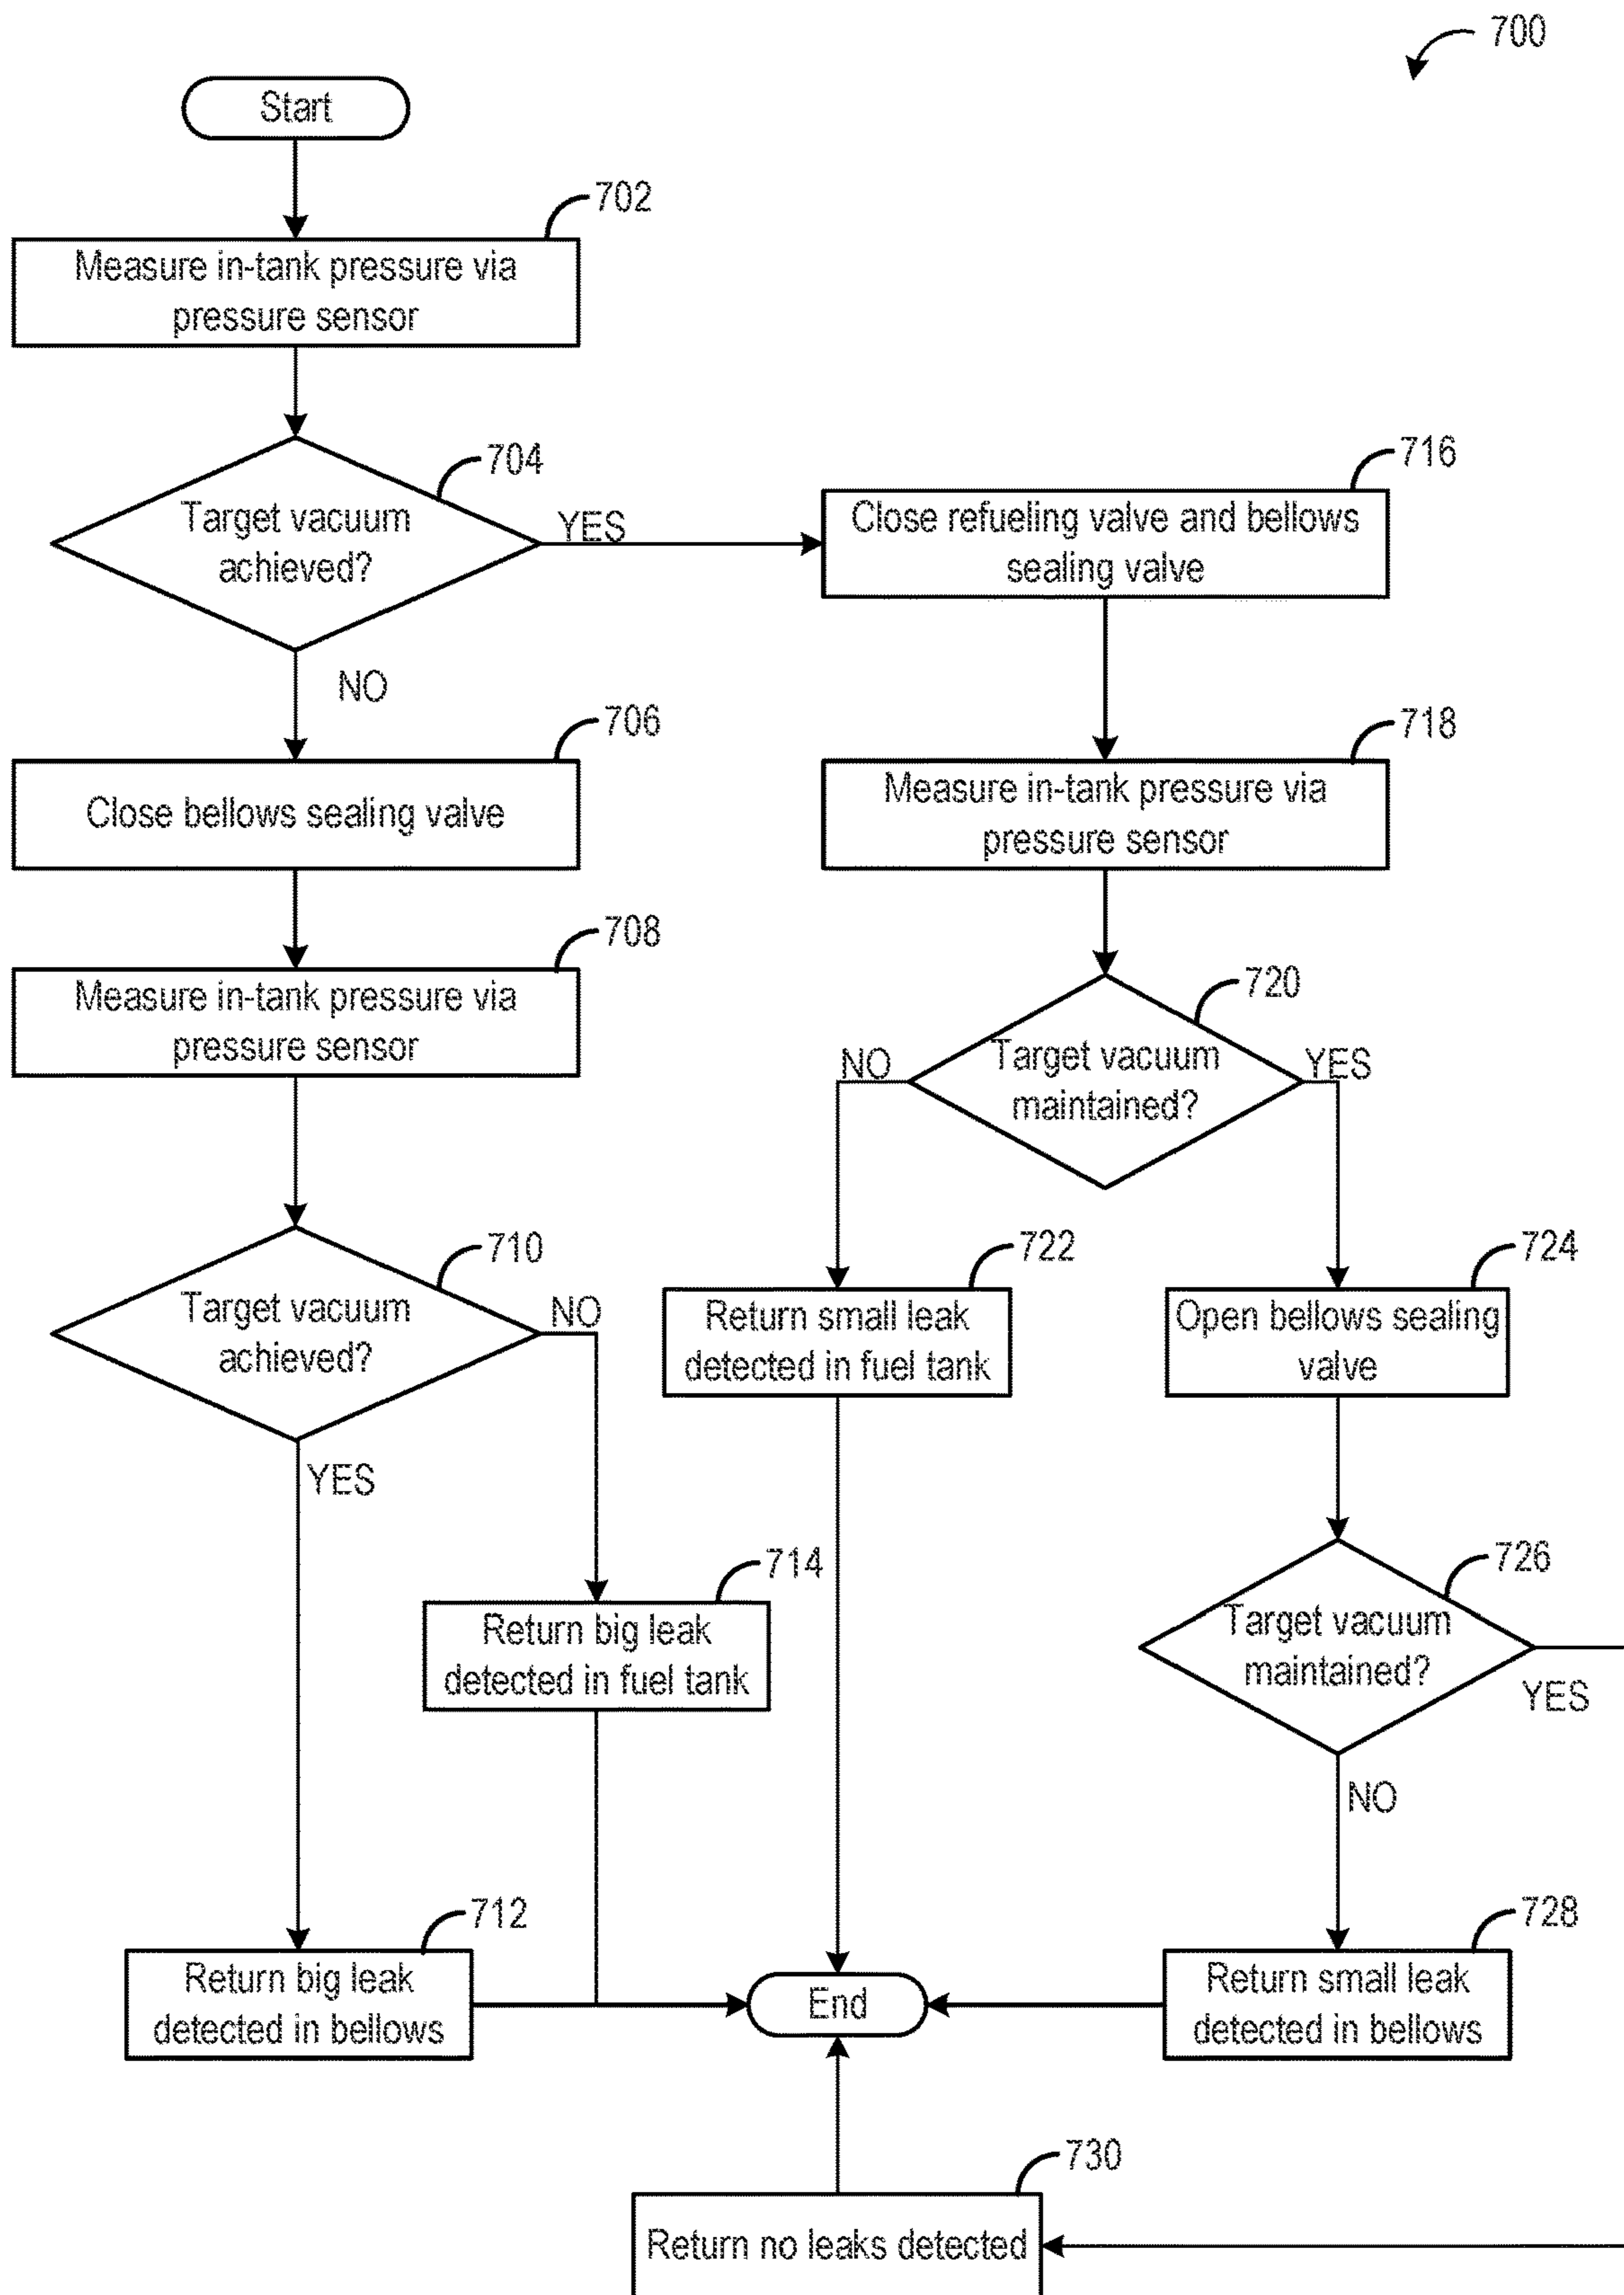 700
Start
702
Measure in-tank pressure via
pressure sensor
704
Target vacuum
achieved?
YES
NO
716
Close refueling valve and bellows
sealing valve
706
Close bellows sealing valve
718
Measure in-tank pressure via
pressure sensor
708
Measure in-tank pressure via
pressure sensor
720
Target vacuum
maintained?
NO
YES
710
Target vacuum
achieved?
NO
YES
722
Return small leak
detected in fuel tank
724
Open bellows sealing
valve
714
Return big leak
detected in fuel tank
726
Target vacuum
maintained?
YES
NO
712
Return big leak
detected in bellows
End
728
Return small leak
detected in bellows
730
Return no leaks detected